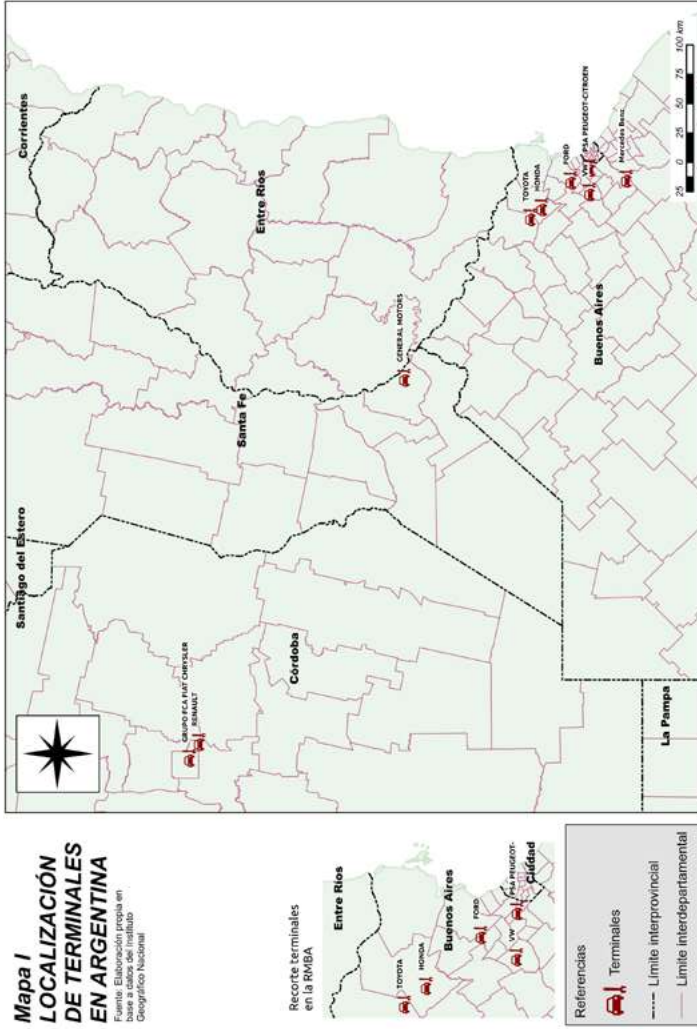 Mapa I
LOCALIZACIÓN
DE TERMINALES
EN ARGENTINA
Fuente: Elaboración propia en
base a datos del Instituto
Geográfico Nacional
Recorte terminales
en la RMBA
Entre Ríos
TOYOTA
HONDA
Buenos Aires
FORD
VW
PSA PEUGEOT-
Ciudad
Referencias
Terminales
Límite interprovincial
Límite interdepartamental
Santiago del Estero
Corrientes
GRUPO FCA FIAT CHRYSLER
RENAULT
Santa Fe
Entre Ríos
Córdoba
GENERAL MOTORS
TOYOTA
HONDA
FORD
VW
PSA PEUGEOT-CITROEN
Mercedes Benz
Buenos Aires
La Pampa
25 0 25 50 75 100 km